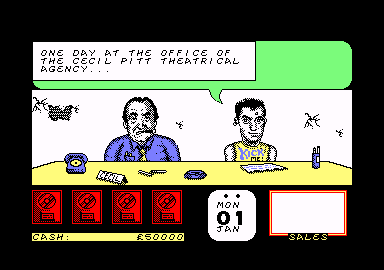 ONE DAY AT THE OFFICE OF
THE CECIL PITT THEATRICAL
AGENCY...
MON
01
JAN
CASH: £50000
SALES